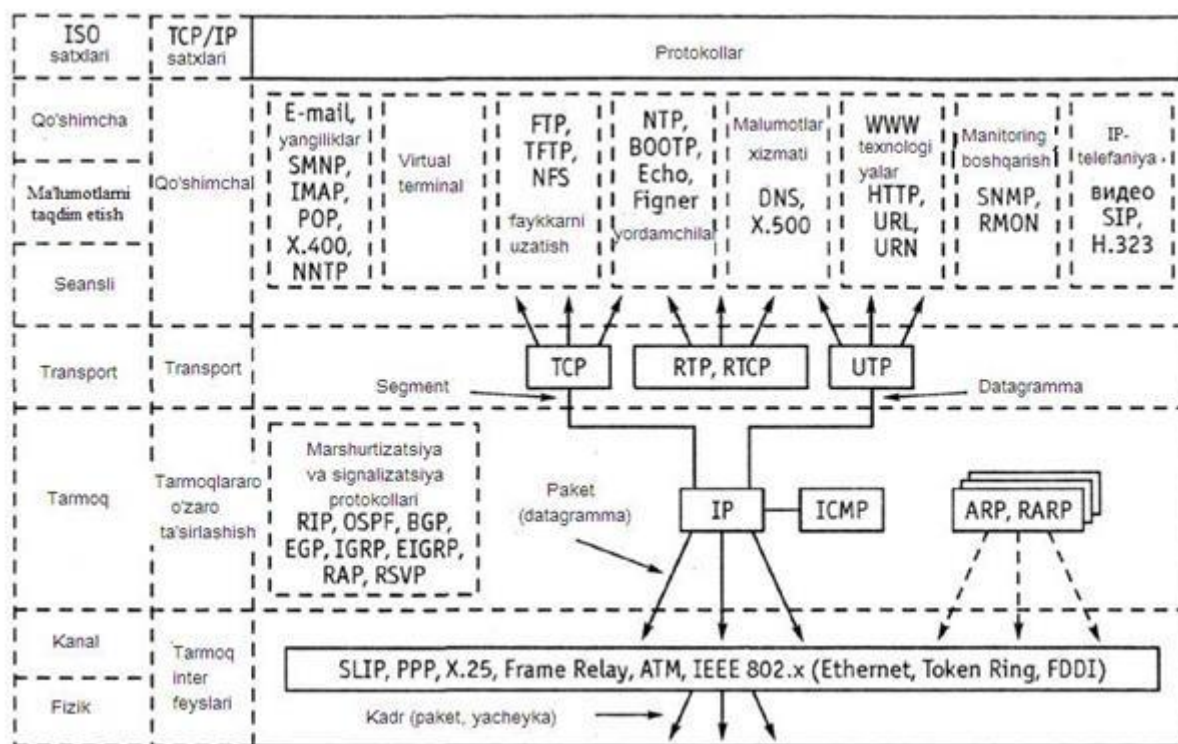 ISO
satxlari
TCP/IP
satxlari
Protokollar
Qo'shimcha
Ma'lumotlarni
taqdim etish
Seansli
Qo'shimchal
E-mail,
yangiliklar
SMNP,
IMAP,
POP,
X.400,
NNTP
Virtual
terminal
FTP,
TFTP,
NFS
faykkarni
uzatish
NTP,
BOOTP,
Echo,
Figner
yordamchilal
Malumotlar
xizmati
DNS,
X.500
WWW
texnologi
yalar
HTTP,
URL,
URN
Manitoring
boshqarish
SNMP,
RMON
IP-
telefaniya
видео
SIP,
H.323
Transport
Transport
TCP
RTP, RTCP
UTP
Segment
Datagramma
Tarmoq
Tarmoqlararo
o'zaro
ta'sirlashish
Marshurtizatsiya
va signalizatsiya
protokollari
RIP, OSPF, BGP,
EGP, IGRP, EIGRP,
RAP, RSVP
Paket
(datagramma)
IP
ICMP
ARP, RARP
Kanal
Fizik
Tarmoq
inter
feyslari
SLIP, PPP, X.25, Frame Relay, ATM, IEEE 802.x (Ethernet, Token Ring, FDDI)
Kadr (paket, yacheyka)